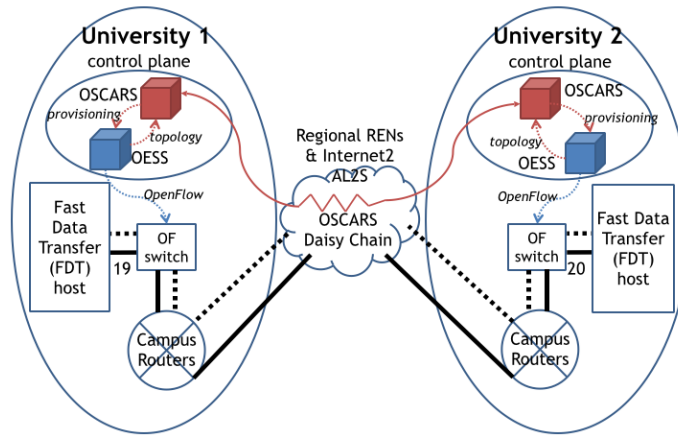 University 1
control plane
OSCARS
provisioning
topology
OESS
OpenFlow
Fast
Data
Transfer
(FDT)
host
19
OF
switch
Campus
Routers
Regional RENs
& Internet2
AL2S
OSCARS
Daisy Chain
University 2
control plane
OSCARS
provisioning
topology
OESS
OpenFlow
OF
switch
20
Fast Data
Transfer
(FDT)
host
Campus
Routers